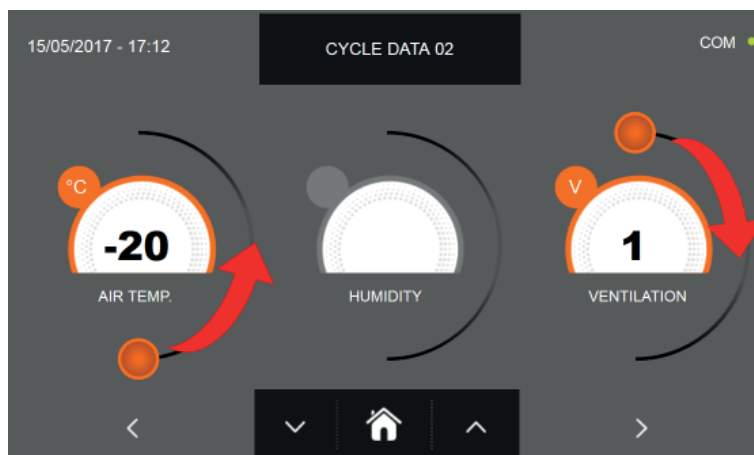 15/05/2017 - 17:12
CYCLE DATA 02
COM
°C
V
-20
1
AIR TEMP.
HUMIDITY
VENTILATION